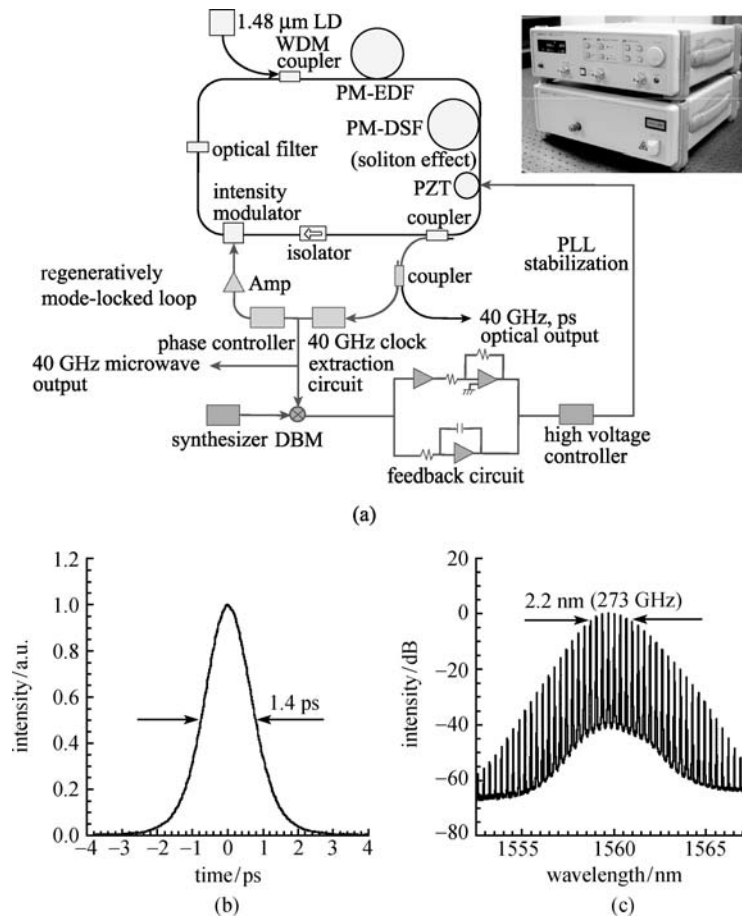 1.48 μm LD
WDM
coupler
PM-EDF
PM-DSF
(soliton effect)
optical filter
PZT
intensity
modulator
coupler
isolator
PLL
stabilization
regeneratively
mode-locked loop
Amp
coupler
phase controller
40 GHz clock
extraction
circuit
40 GHz, ps
optical output
40 GHz microwave
output
synthesizer DBM
feedback circuit
high voltage
controller
(a)
1.2
1.0
0.8
0.6
0.4
0.2
0.0
intensity/a.u.
1.4 ps
−4 −3 −2 −1 0 1 2 3 4
time/ps
(b)
20
0
−20
−40
−60
−80
intensity/dB
2.2 nm (273 GHz)
1555 1560 1565
wavelength/nm
(c)